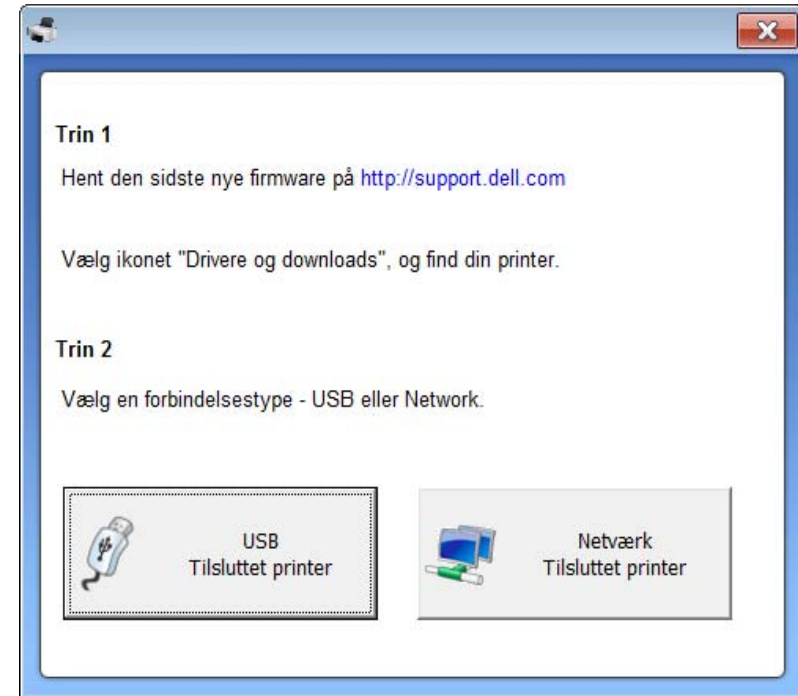 Trin 1
Hent den sidste nye firmware på http://support.dell.com
Vælg ikonet "Drivere og downloads", og find din printer.
Trin 2
Vælg en forbindelsestype - USB eller Network.
USB
Tilsluttet printer
Netværk
Tilsluttet printer